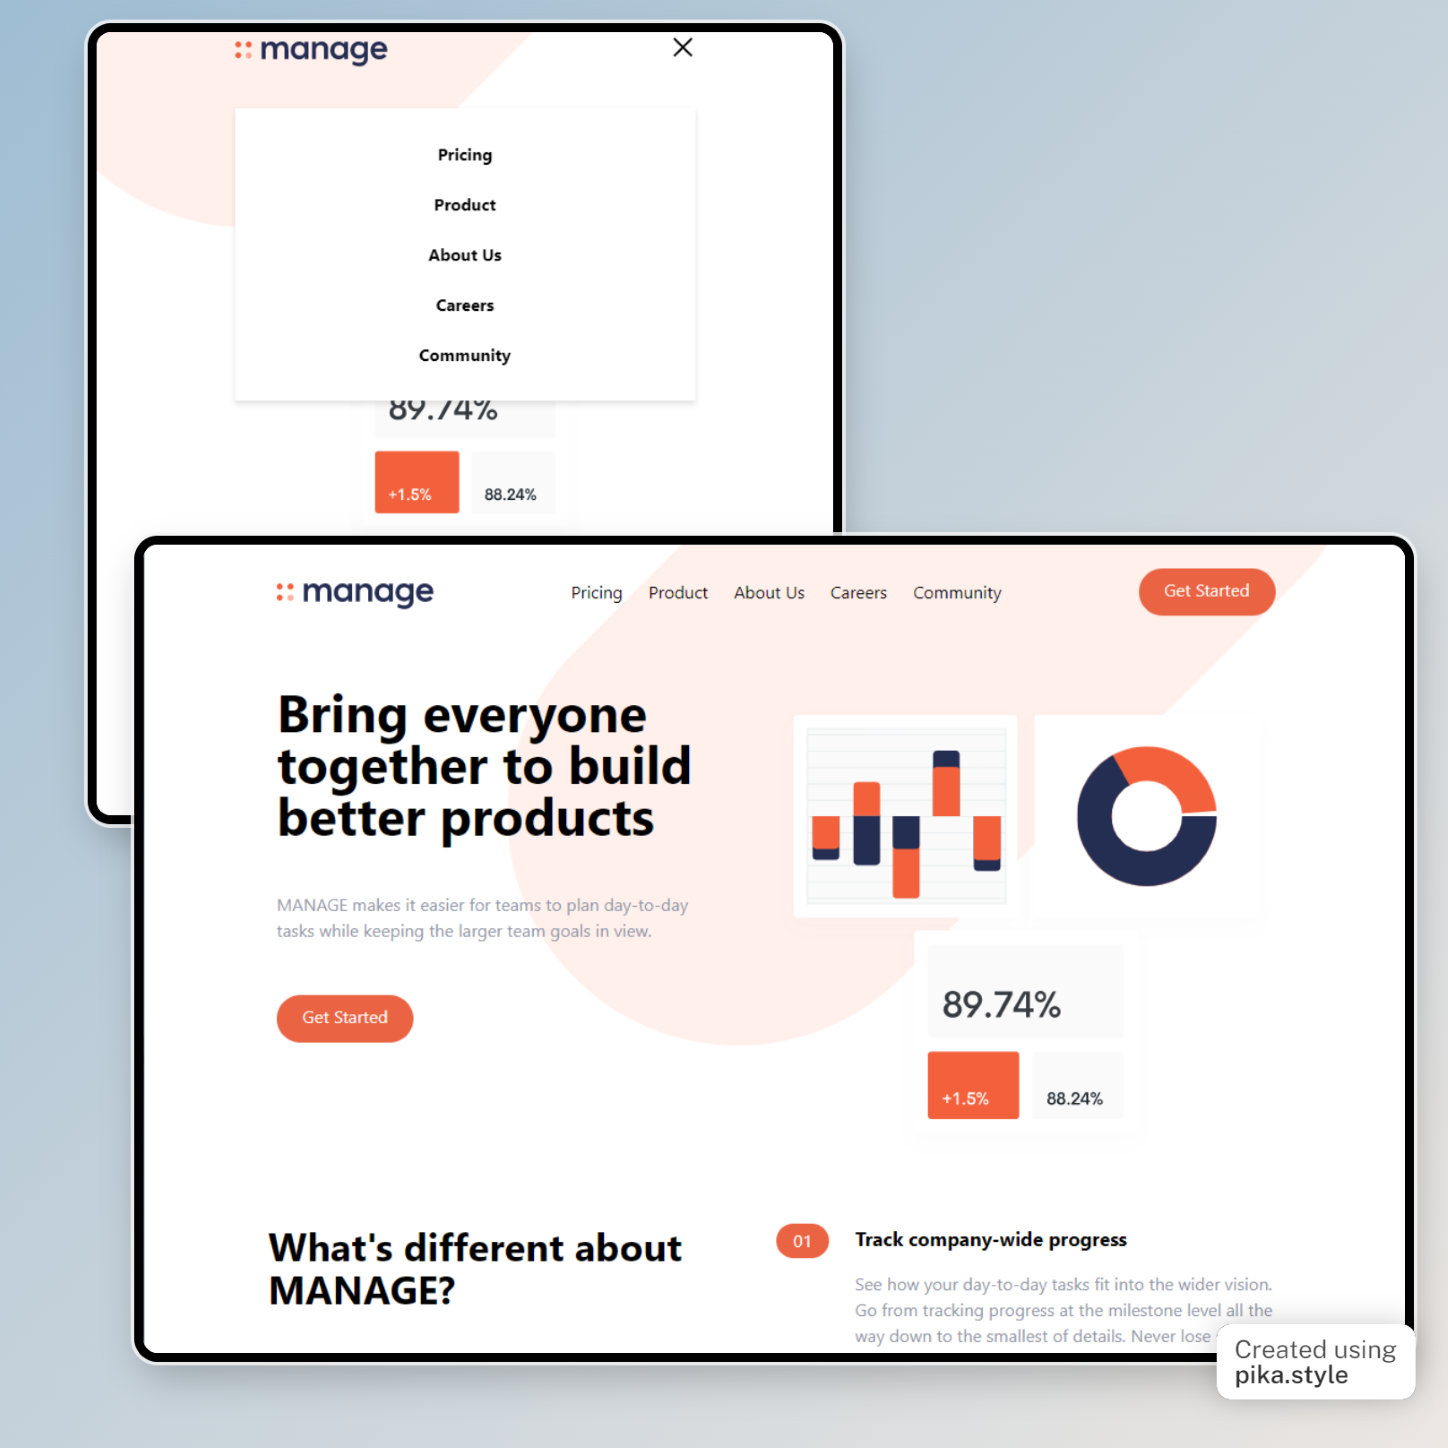 manage
Pricing
Product
About Us
Careers
Community
89.74%
+1.5%
88.24%
manage
Pricing
Product
About Us
Careers
Community
Get Started
Bring everyone
together to build
better products
MANAGE makes it easier for teams to plan day-to-day
tasks while keeping the larger team goals in view.
Get Started
89.74%
+1.5%
88.24%
What's different about
MANAGE?
01
Track company-wide progress
See how your day-to-day tasks fit into the wider vision.
Go from tracking progress at the milestone level all the
way down to the smallest of details. Never lose
Created using
pika.style